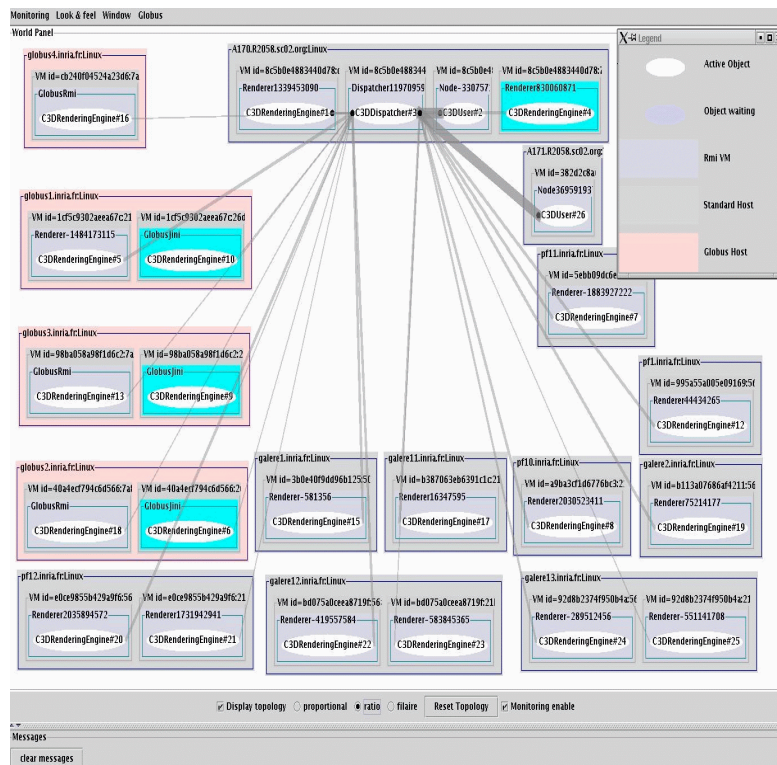 Monitoring Look & feel Window Globus
World Panel
globus4.inria.fr:Linux
VM id=cb240f04524a23d6:7a
GlobusRmi
C3DRenderingEngine#16
A170.R2058.sc02.org:Linux
VM id=8c5b0e4883440d78:
Renderer1339453090
C3DRenderingEngine#1
VM id=8c5b0e488344
Dispatcher11970959
C3DDispatcher#3
VM id=8c5b0e4
Node-330757
C3DUser#2
VM id=8c5b0e4883440d78:
Renderer830060871
C3DRenderingEngine#4
Legend
Active Object
Object waiting
Rmi VM
Standard Host
Globus Host
A171.R2058.sc02.org:
VM id=382d2c8a
Node36959193
C3DUser#26
globus1.inria.fr:Linux
VM id=1cf5c9302aeea67c:21
Renderer-1484173115
C3DRenderingEngine#5
VM id=1cf5c9302aeea67c:26d
GlobusJini
C3DRenderingEngine#10
pf11.inria.fr:Linux
VM id=5ebb09dc6e
Renderer-1883927222
C3DRenderingEngine#7
globus3.inria.fr:Linux
VM id=98ba058a98f1d6c2:7a
GlobusRmi
C3DRenderingEngine#13
VM id=98ba058a98f1d6c2:2
GlobusJini
C3DRenderingEngine#9
pf1.inria.fr:Linux
VM id=995a55a005e09169:5
Renderer44434265
C3DRenderingEngine#12
globus2.inria.fr:Linux
VM id=40a4ecf794c6d566:7a
GlobusRmi
C3DRenderingEngine#18
VM id=40a4ecf794c6d566:2
GlobusJini
C3DRenderingEngine#6
galere1.inria.fr:Linux
VM id=3b0e40f9dd96b125:50
Renderer-581356
C3DRenderingEngine#15
galere11.inria.fr:Linux
VM id=b387063eb6391c1c:21
Renderer16347595
C3DRenderingEngine#17
pf10.inria.fr:Linux
VM id=a9ba3cf1d6776bc3:2
Renderer2030523411
C3DRenderingEngine#8
galere2.inria.fr:Linux
VM id=b113a07686af4211:56
Renderer75214177
C3DRenderingEngine#19
pf12.inria.fr:Linux
VM id=e0ce9855b429a9f6:56
Renderer2035894572
C3DRenderingEngine#20
VM id=e0ce9855b429a9f6:21
Renderer1731942941
C3DRenderingEngine#21
galere12.inria.fr:Linux
VM id=bd075a0ceea8719f:56
Renderer-419557584
C3DRenderingEngine#22
VM id=bd075a0ceea8719f:21
Renderer-583845365
C3DRenderingEngine#23
galere13.inria.fr:Linux
VM id=92d8b2374f950b4a:56
Renderer-289512456
C3DRenderingEngine#24
VM id=92d8b2374f950b4a:21
Renderer-551141708
C3DRenderingEngine#25
Display topology proportional ratio filaire Reset Topology Monitoring enable
Messages
clear messages